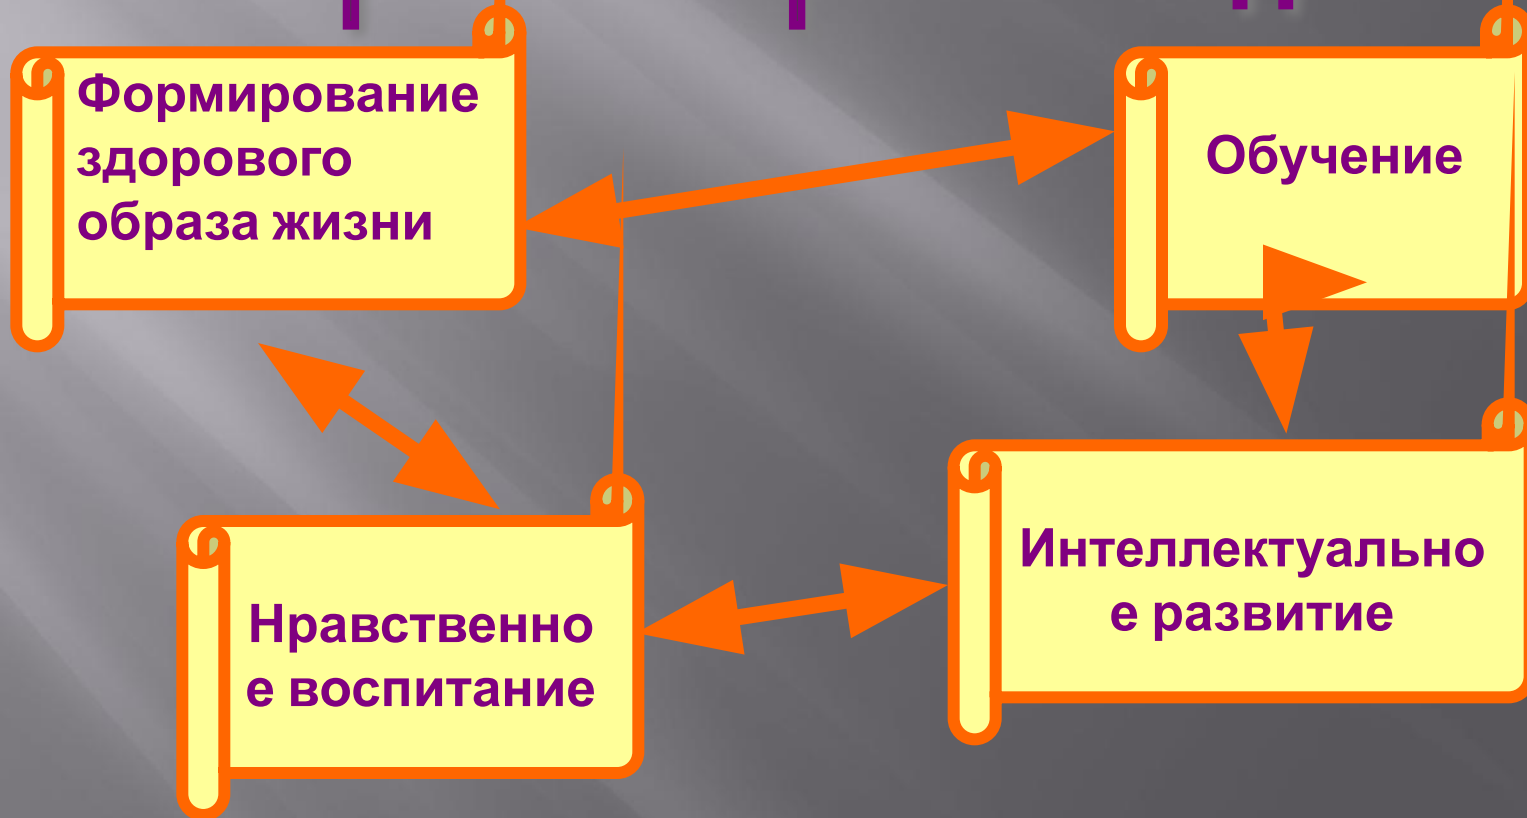 Формирование
здорового
образа жизни
Обучение
Интеллектуально
е развитие
Нравственно
е воспитание